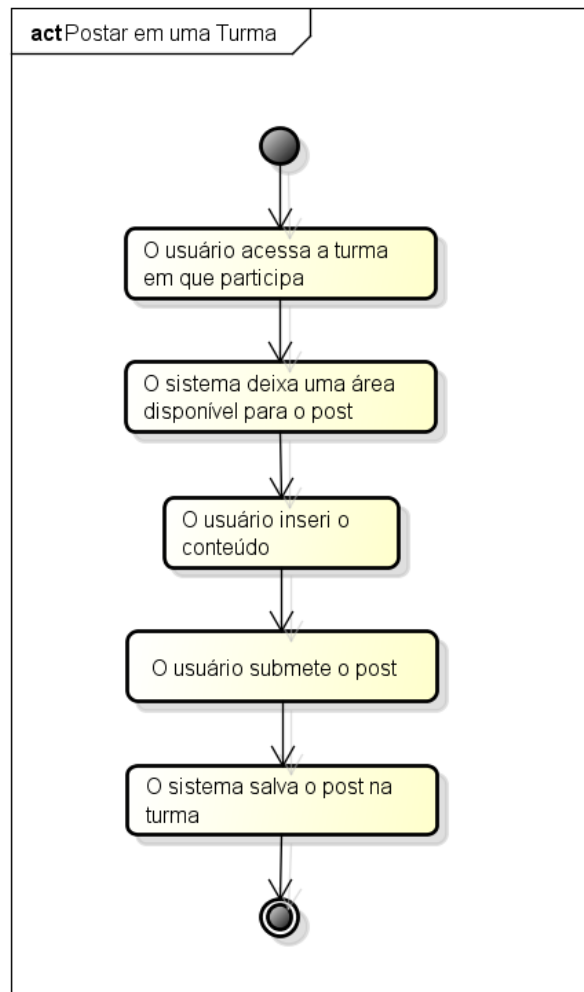 act Postar em uma Turma
O usuário acessa a turma
em que participa
O sistema deixa uma área
disponível para o post
O usuário inseri o
conteúdo
O usuário submete o post
O sistema salva o post na
turma